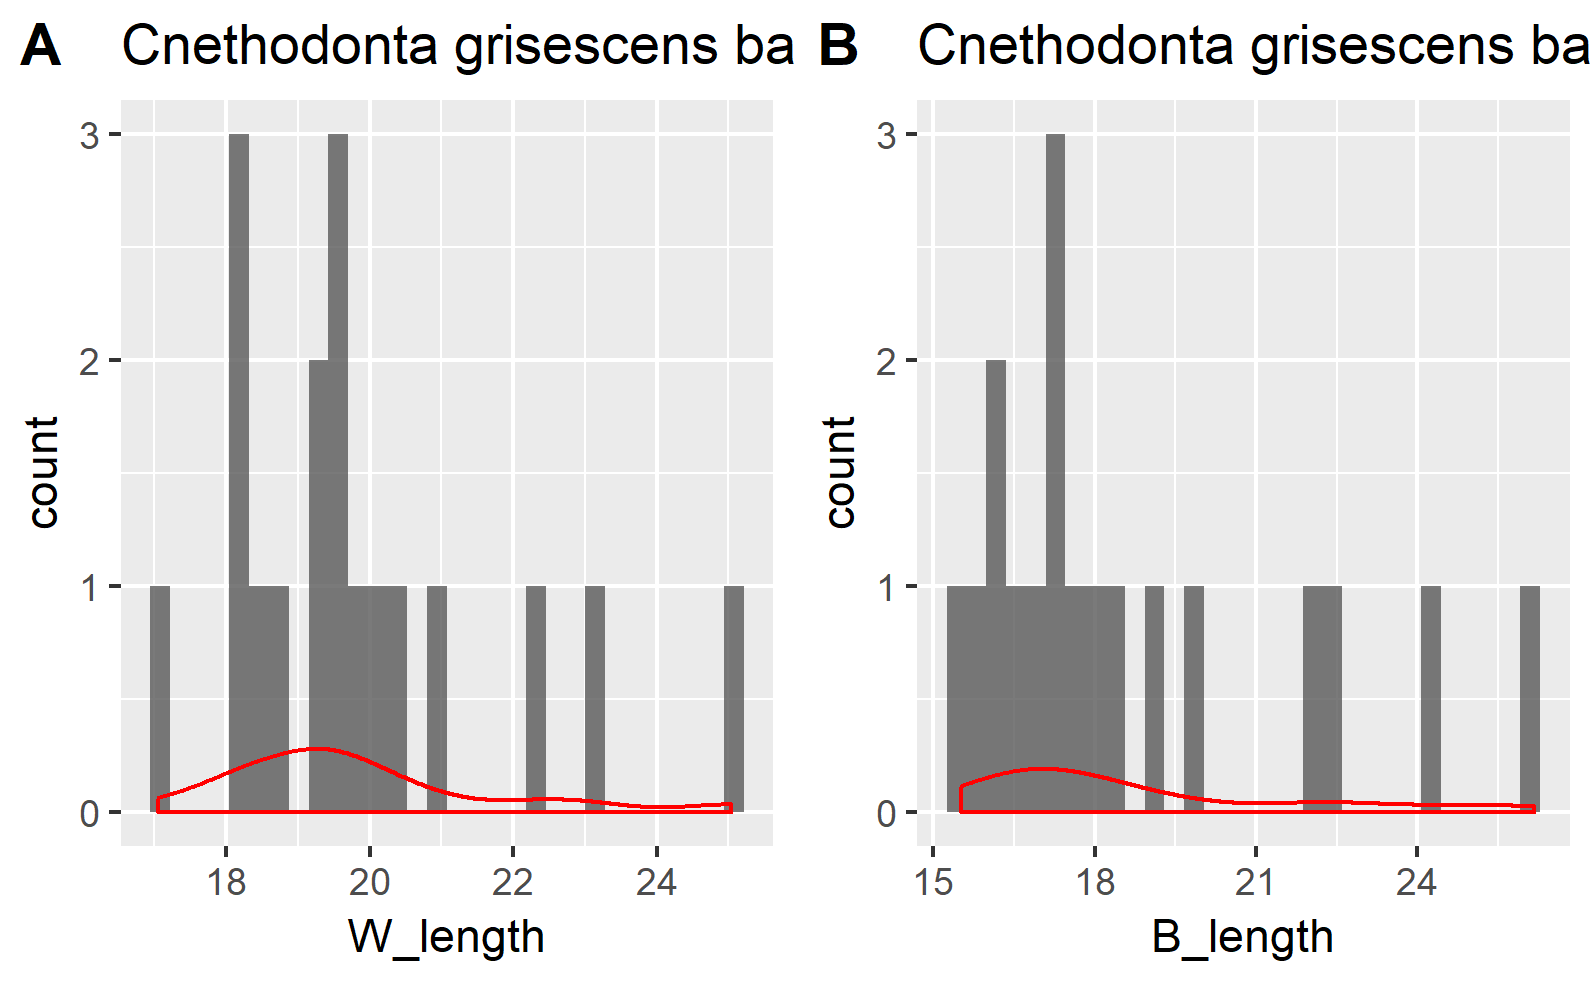 A Cnethodonta grisescens ba
3
2
1
0
count
18 20 22 24
W_length
B Cnethodonta grisescens ba
3
2
1
0
count
15 18 21 24
B_length